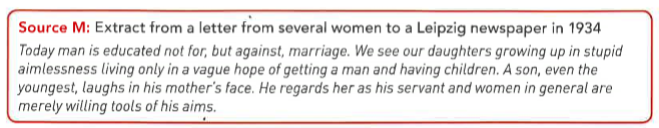 Source M: Extract from a letter from several women to a Leipzig newspaper in 1934
Today man is educated not for, but against, marriage. We see our daughters growing up in stupid
aimlessness living only in a vague hope of getting a man and having children. A son, even the
youngest, laughs in his mother's face. He regards her as his servant and women in general are
merely willing tools of his aims.